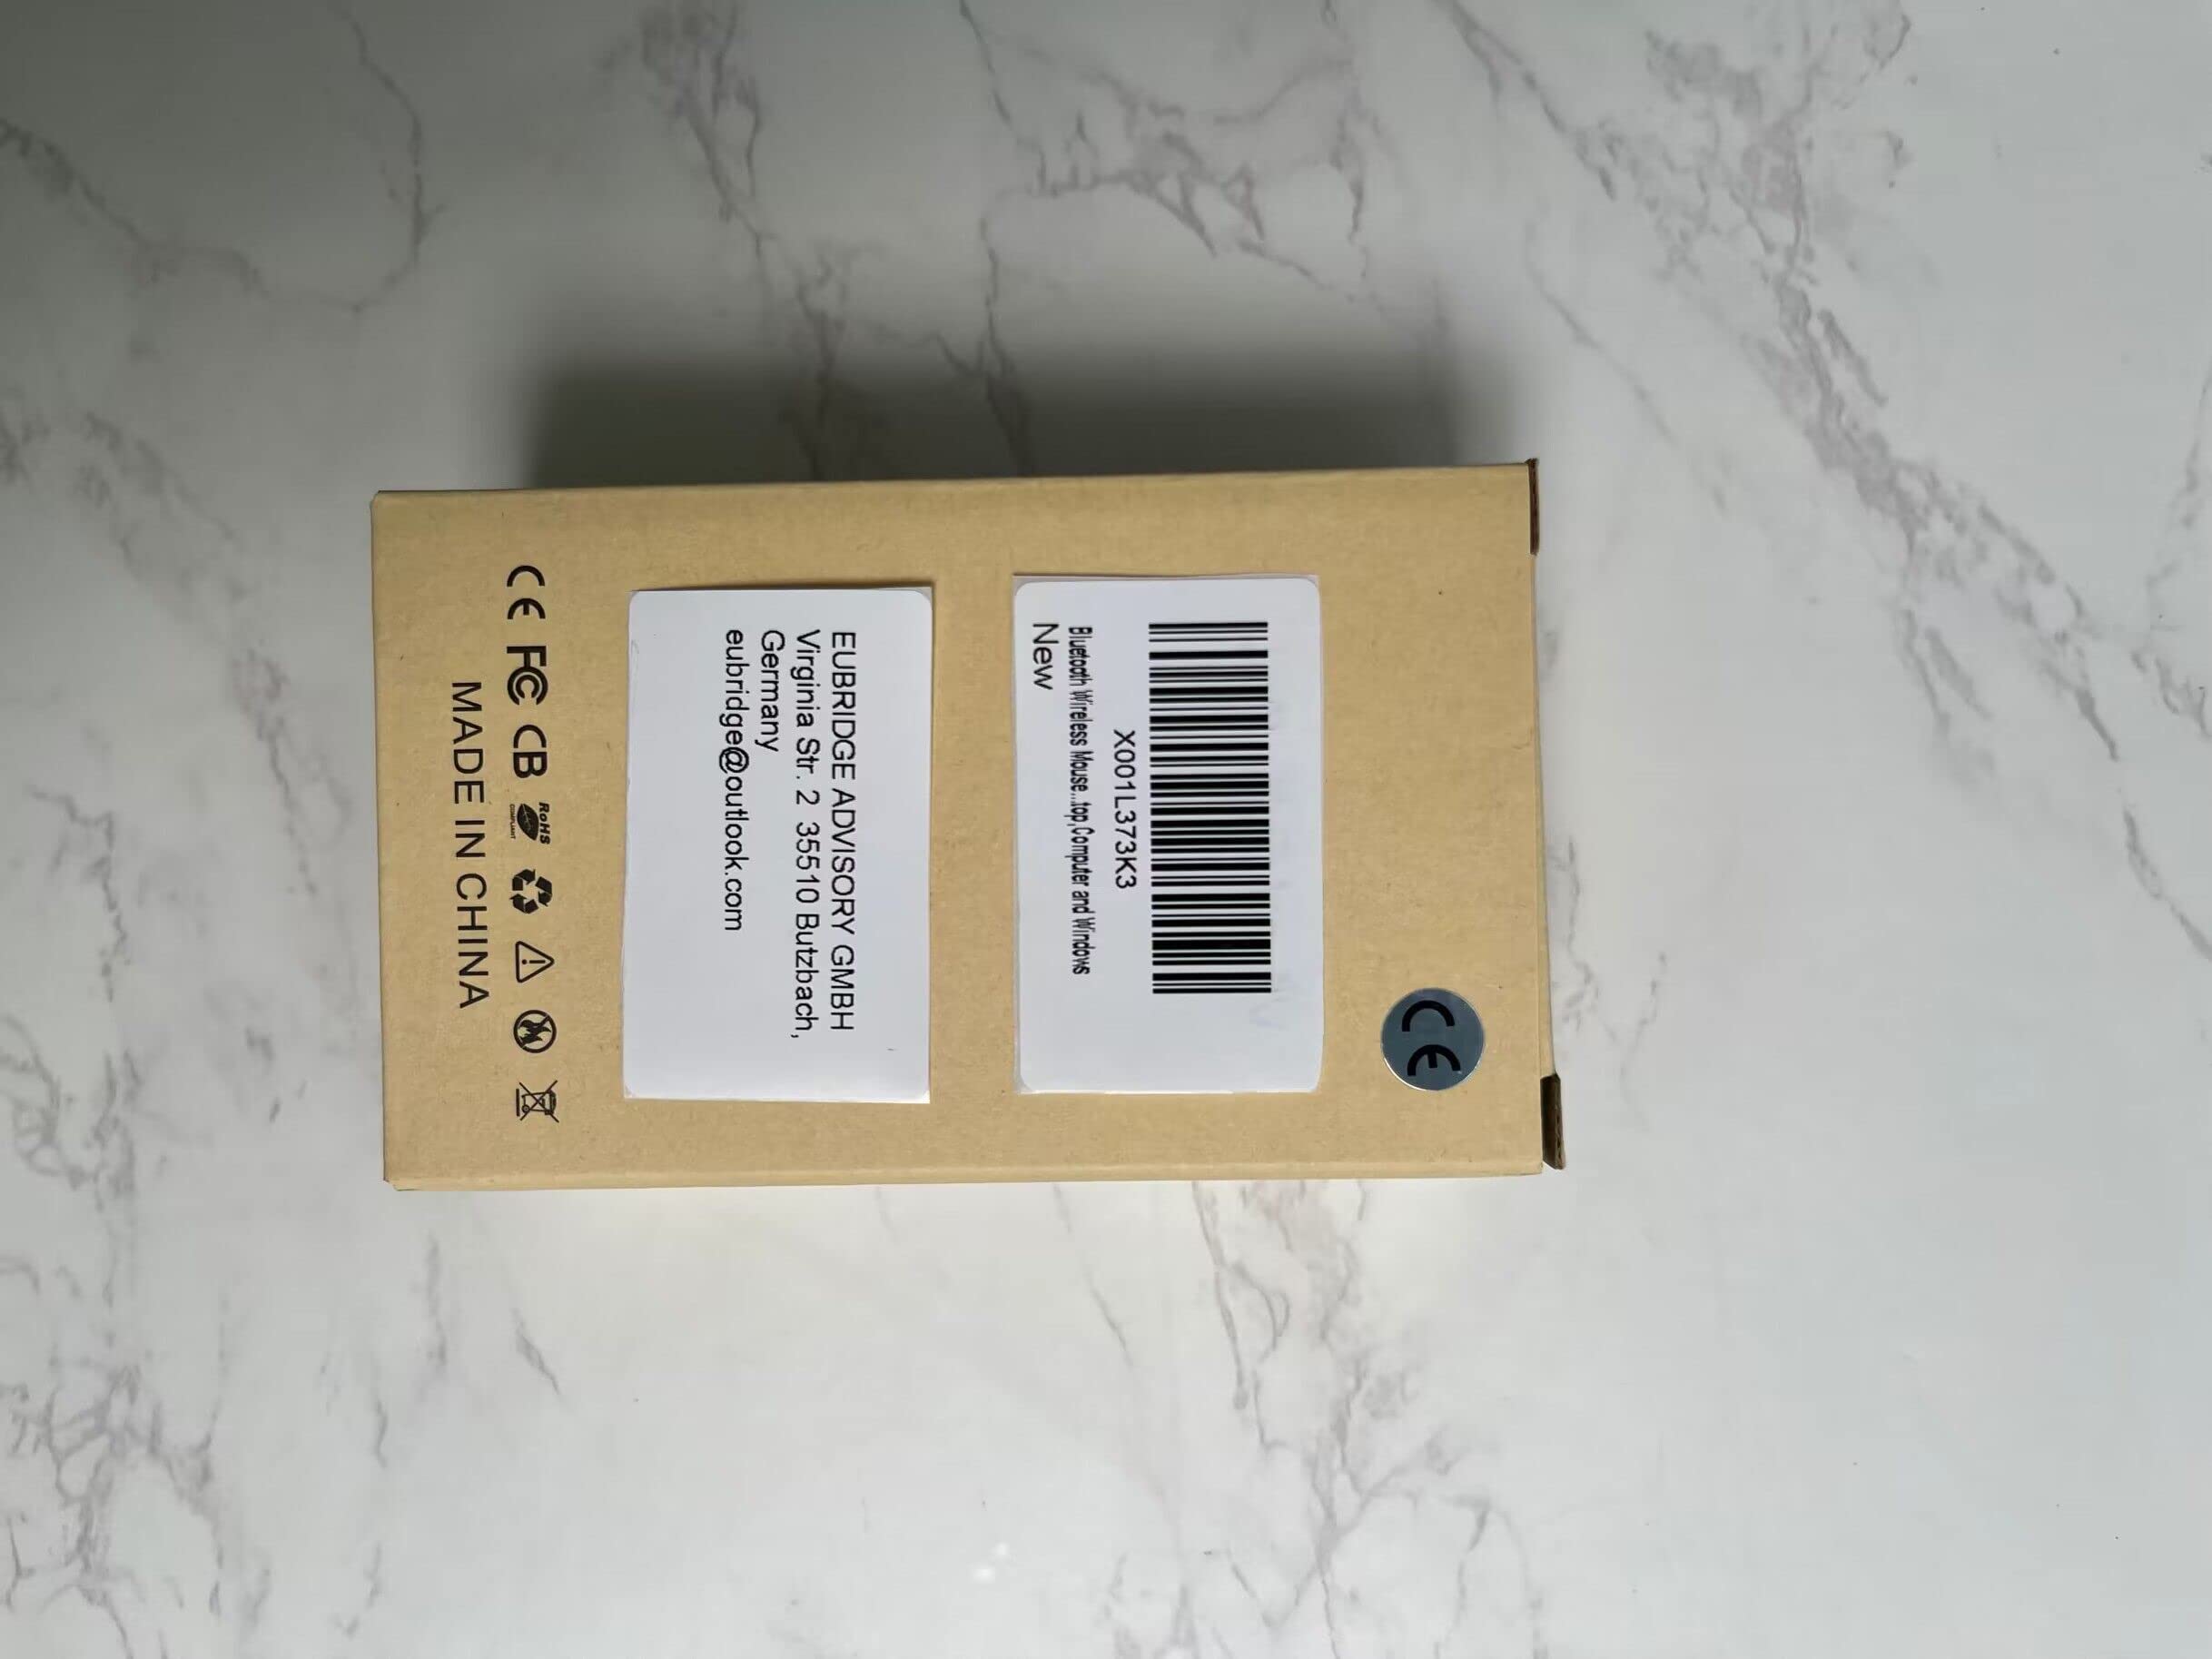 CE
X001L373K3
Bluetooth Wireless Mouse...top,Computer and Windows
New
EUBRIDGE ADVISORY GMBH
Virginia Str. 2 35510 Butzbach,
Germany
eubridge@outlook.com
CE FC CB RoHS COMPLIANT
MADE IN CHINA